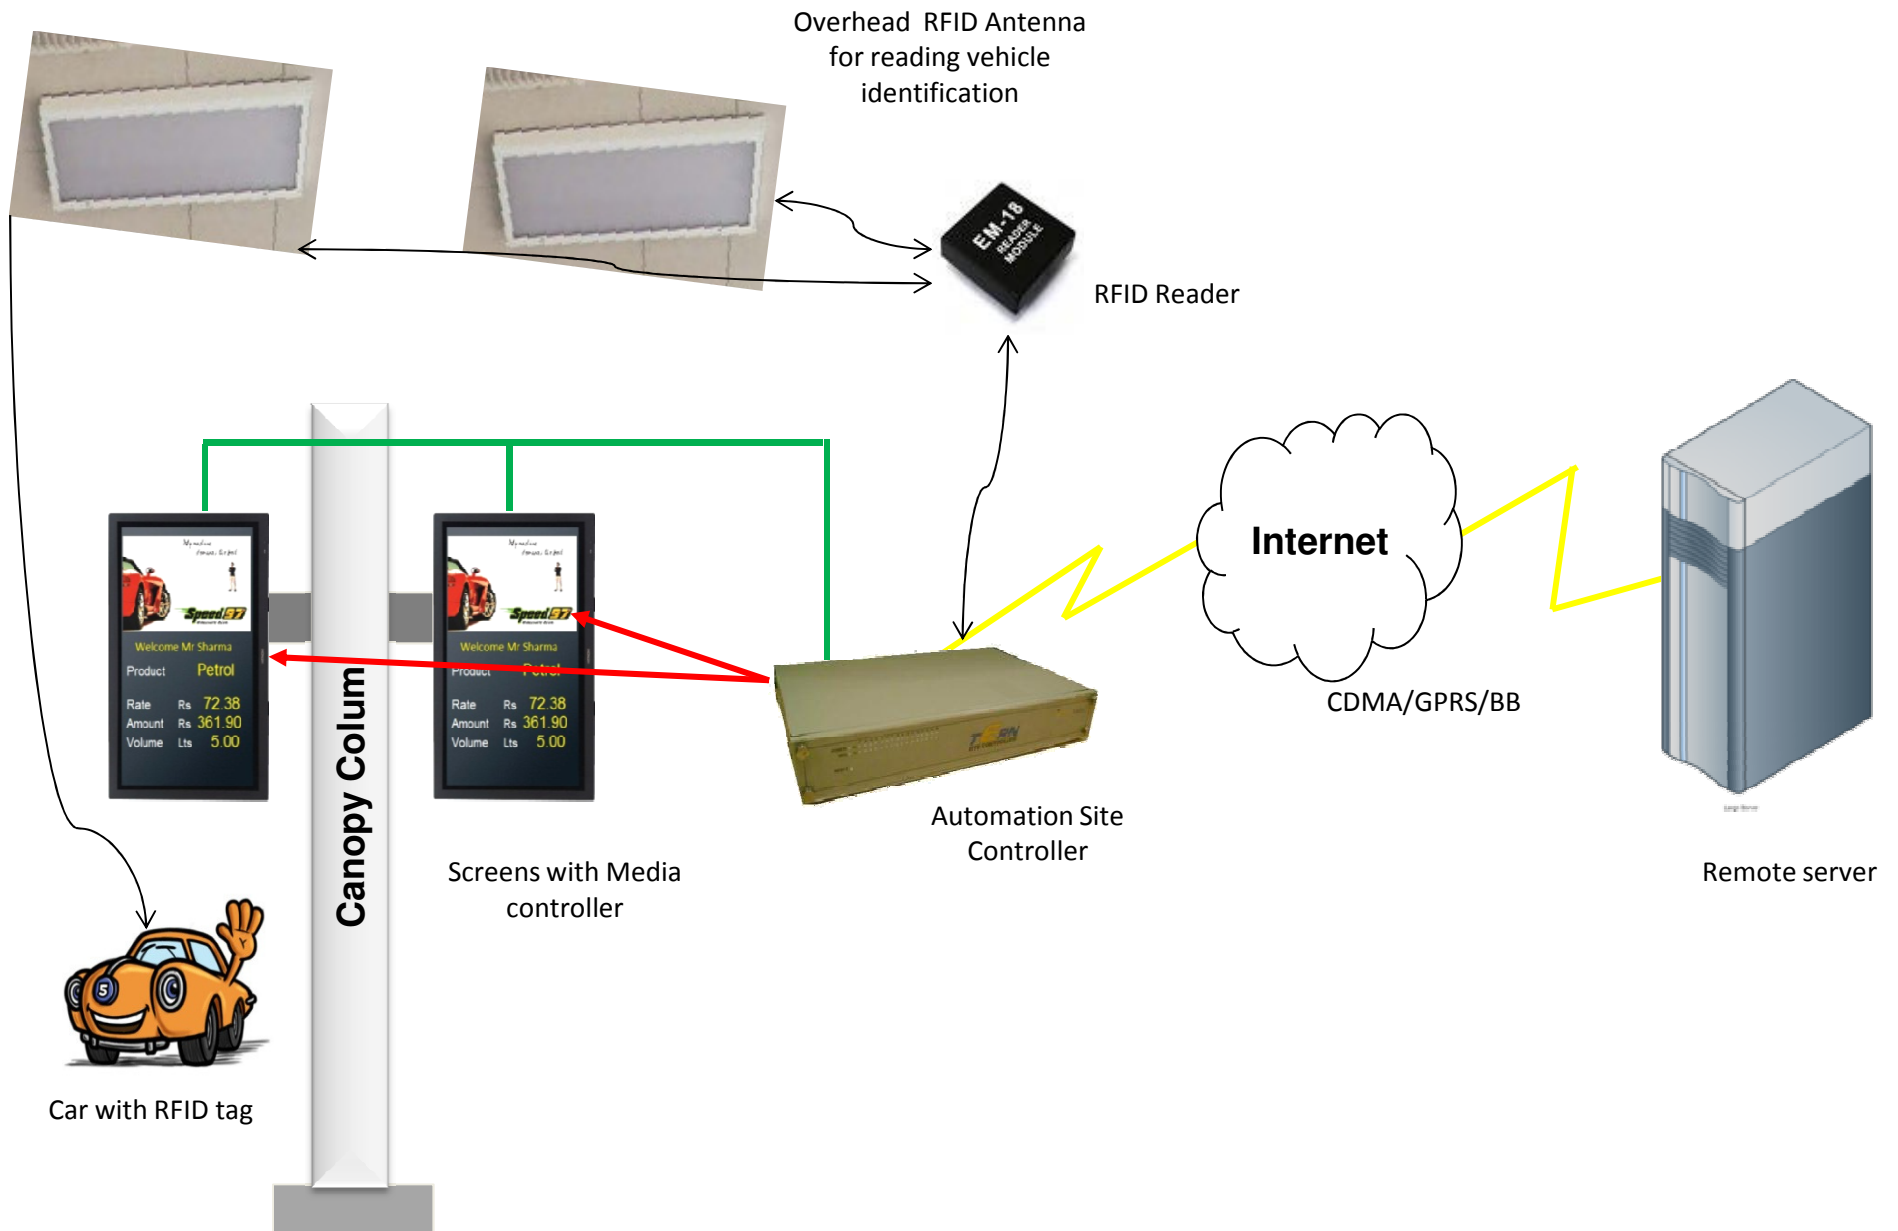 Overhead RFID Antenna
for reading vehicle
identification
EM-18
READER
MODULE
RFID Reader
Internet
CDMA/GPRS/BB
Speed 97
Welcome Mr Sharma
Product Petrol
Rate Rs 72.38
Amount Rs 361.90
Volume Lts 5.00
Canopy Colum
Speed 97
Welcome Mr Sharma
Product Petrol
Rate Rs 72.38
Amount Rs 361.90
Volume Lts 5.00
Automation Site
Controller
Screens with Media
controller
Remote server
5
Car with RFID tag